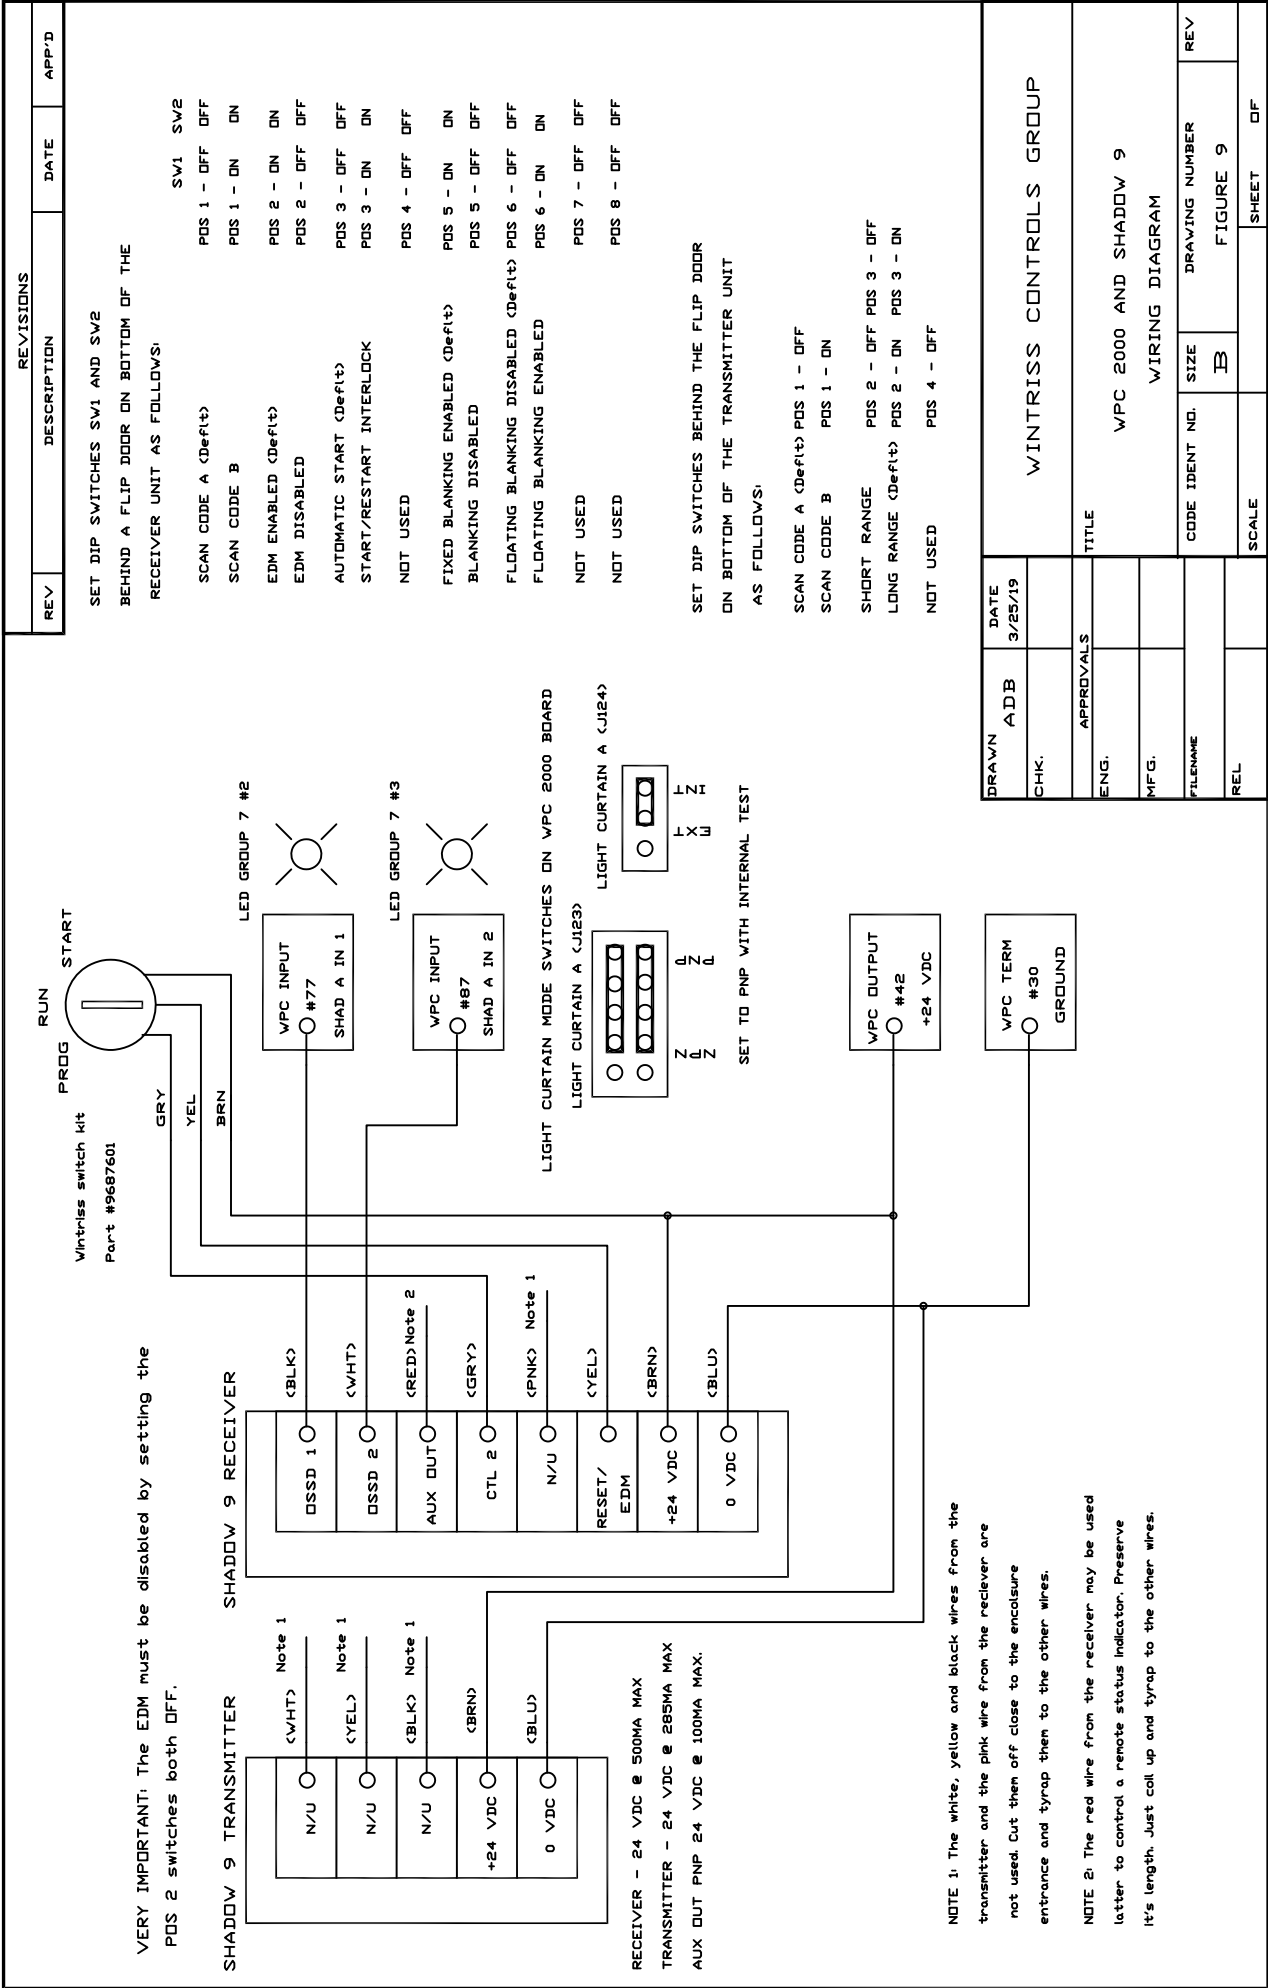 VERY IMPORTANT: The EDM must be disabled by setting the
POS 2 switches both OFF.
SHADOW 9 TRANSMITTER
N/U
<WHT>
Note 1
N/U
<YEL>
Note 1
N/U
<BLK>
Note 1
+24 VDC
<BRN>
0 VDC
<BLU>
RECEIVER - 24 VDC @ 500MA MAX
TRANSMITTER - 24 VDC @ 285MA MAX
AUX OUT PNP 24 VDC @ 100MA MAX.
SHADOW 9 RECEIVER
OSSD 1
<BLK>
OSSD 2
<WHT>
AUX OUT
<RED>Note 2
CTL 2
<GRY>
N/U
<PNK>
Note 1
RESET/
EDM
<YEL>
+24 VDC
<BRN>
0 VDC
<BLU>
NOTE 1: The white, yellow and black wires from the
transmitter and the pink wire from the reciever are
not used. Cut them off close to the encolsure
entrance and tyrap them to the other wires.
NOTE 2: The red wire from the receiver may be used
latter to control a remote status indicator. Preserve
it's length. Just coil up and tyrap to the other wires.
Wintriss switch kit
Part #9687601
PROG
RUN
START
GRY
YEL
BRN
WPC INPUT
#77
SHAD A IN 1
LED GROUP 7 #2
WPC INPUT
#87
SHAD A IN 2
LED GROUP 7 #3
LIGHT CURTAIN MODE SWITCHES ON WPC 2000 BOARD
LIGHT CURTAIN A <J123>
NPN
PNP
LIGHT CURTAIN A <J124>
EXT
INT
SET TO PNP WITH INTERNAL TEST
WPC OUTPUT
#42
+24 VDC
WPC TERM
#30
GROUND
REVISIONS
REV
DESCRIPTION
DATE
APP'D
SET DIP SWITCHES SW1 AND SW2
BEHIND A FLIP DOOR ON BOTTOM OF THE
RECEIVER UNIT AS FOLLOWS:
SW1 SW2
SCAN CODE A <Deflt> POS 1 - OFF OFF
SCAN CODE B POS 1 - ON ON
EDM ENABLED <Deflt> POS 2 - ON ON
EDM DISABLED POS 2 - OFF OFF
AUTOMATIC START <Deflt> POS 3 - OFF OFF
START/RESTART INTERLOCK POS 3 - ON ON
NOT USED POS 4 - OFF OFF
FIXED BLANKING ENABLED <Deflt> POS 5 - ON ON
BLANKING DISABLED POS 5 - OFF OFF
FLOATING BLANKING DISABLED <Deflt> POS 6 - OFF OFF
FLOATING BLANKING ENABLED POS 6 - ON ON
NOT USED POS 7 - OFF OFF
NOT USED POS 8 - OFF OFF
SET DIP SWITCHES BEHIND THE FLIP DOOR
ON BOTTOM OF THE TRANSMITTER UNIT
AS FOLLOWS:
SCAN CODE A <Deflt> POS 1 - OFF
SCAN CODE B POS 1 - ON
SHORT RANGE POS 2 - OFF POS 3 - OFF
LONG RANGE <Deflt> POS 2 - ON POS 3 - ON
NOT USED POS 4 - OFF
DRAWN
ADB
DATE
3/25/19
CHK.
APPROVALS
ENG.
MFG.
FILENAME
REL
WINTRISS CONTROLS GROUP
TITLE
WPC 2000 AND SHADOW 9
WIRING DIAGRAM
CODE IDENT NO.
SIZE
B
DRAWING NUMBER
FIGURE 9
REV
SCALE
SHEET OF